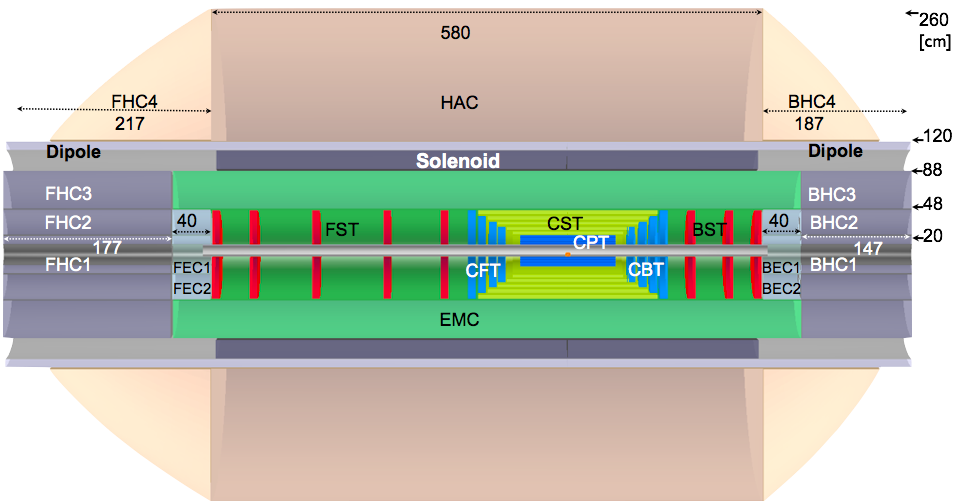 260
[cm]
580
HAC
FHC4
217
BHC4
187
120
Dipole
Solenoid
Dipole
88
FHC3
BHC3
48
FHC2
40
FST
CST
BST
40
BHC2
20
177
CPT
147
FHC1
FEC1
CFT
CBT
BEC1
BHC1
FEC2
BEC2
EMC